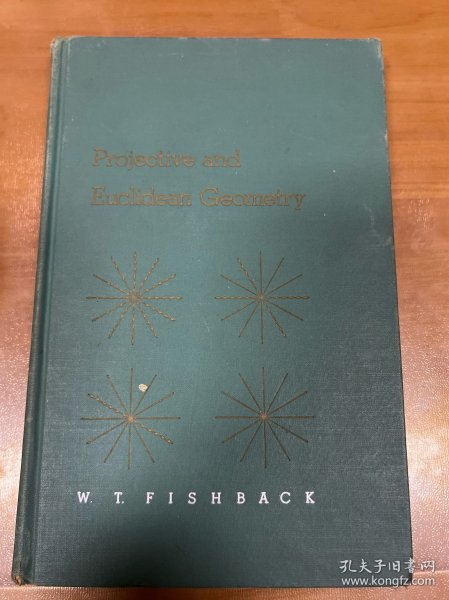 Projective and
Euclidean Geometry
W. T. FISHBACK
孔夫子旧书网
www.kongfz.com